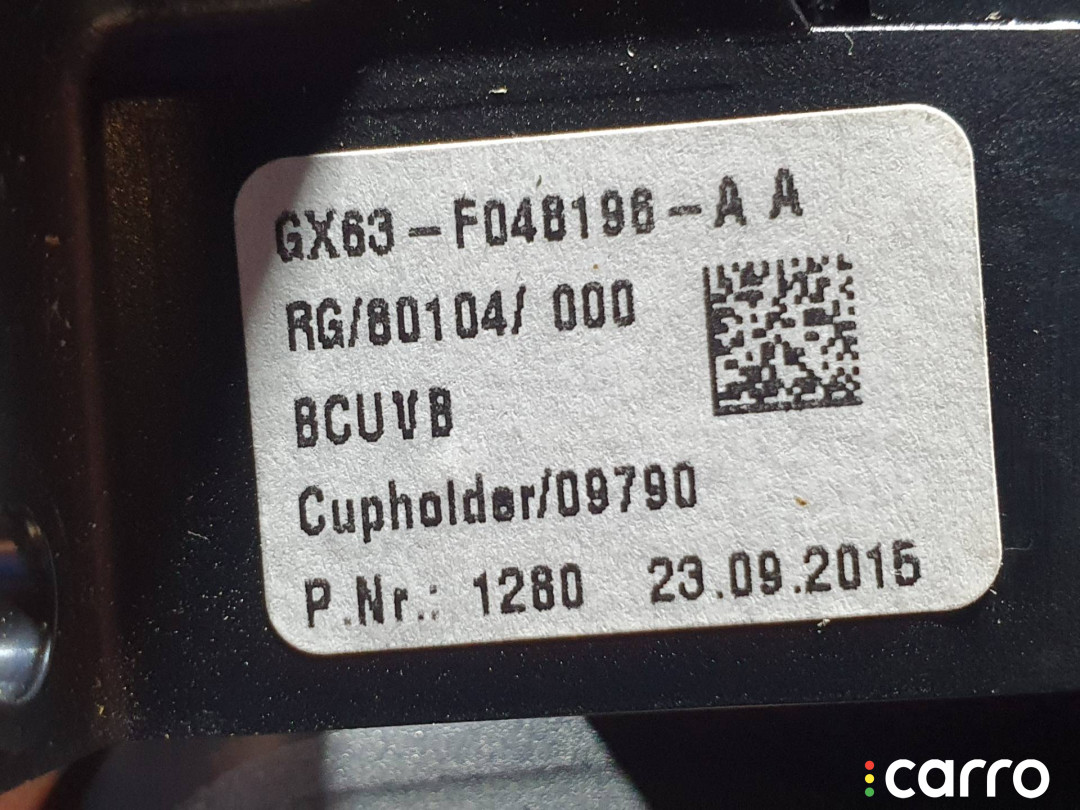 GX63-F048196-A A
RG/80104/ 000
BCUVB
Cupholder/09790
P.Nr.: 1280 23.09.2015
carro